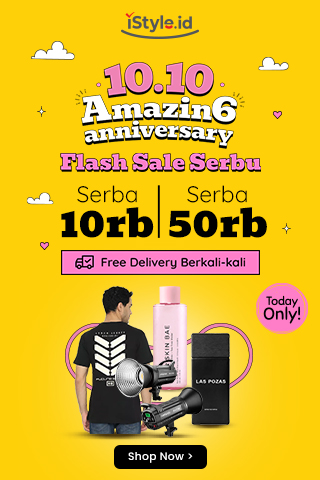 iStyle.id
10.10
Amazin6
anniversary
Flash Sale Serbu
Serba
10rb
Serba
50rb
Free Delivery Berkali-kali
Today
Only!
SKIN BAE
LAS POZAS
Shop Now >